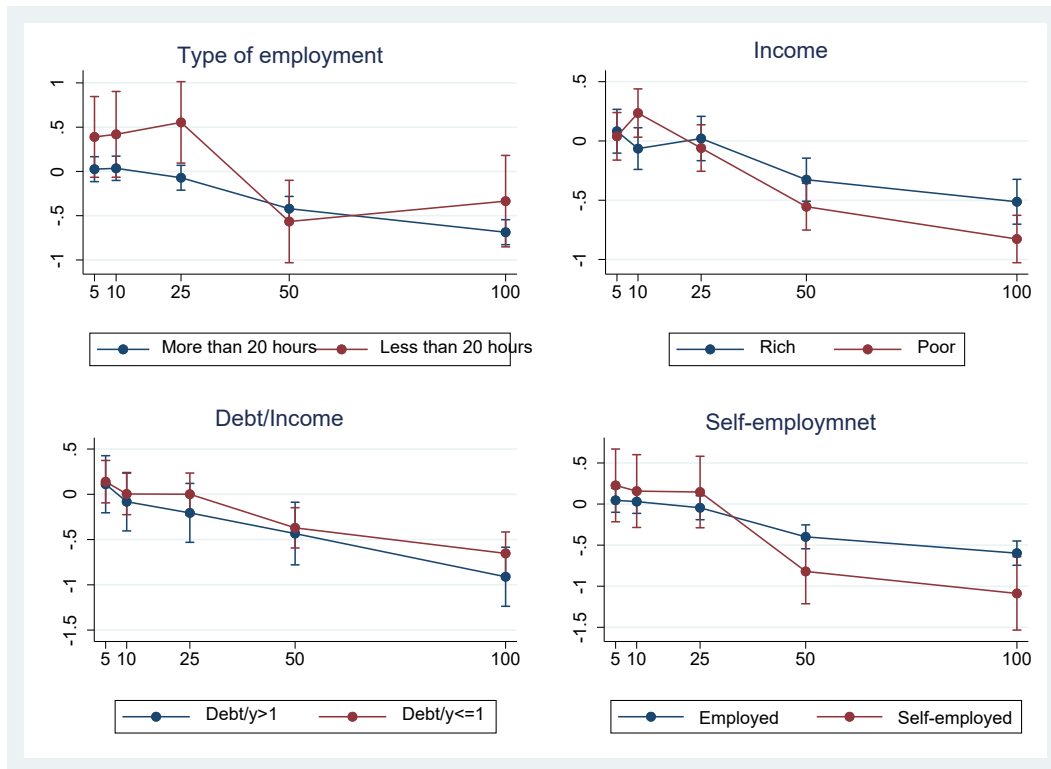 Type of employment
1
.5
0
-.5
-1
5 10 25 50 100
More than 20 hours Less than 20 hours
Income
.5
0
-.5
-1
5 10 25 50 100
Rich Poor
Debt/Income
.5
0
-.5
-1
-1.5
5 10 25 50 100
Debt/y>1 Debt/y<=1
Self-employmnet
.5
0
-.5
-1
-1.5
5 10 25 50 100
Employed Self-employed